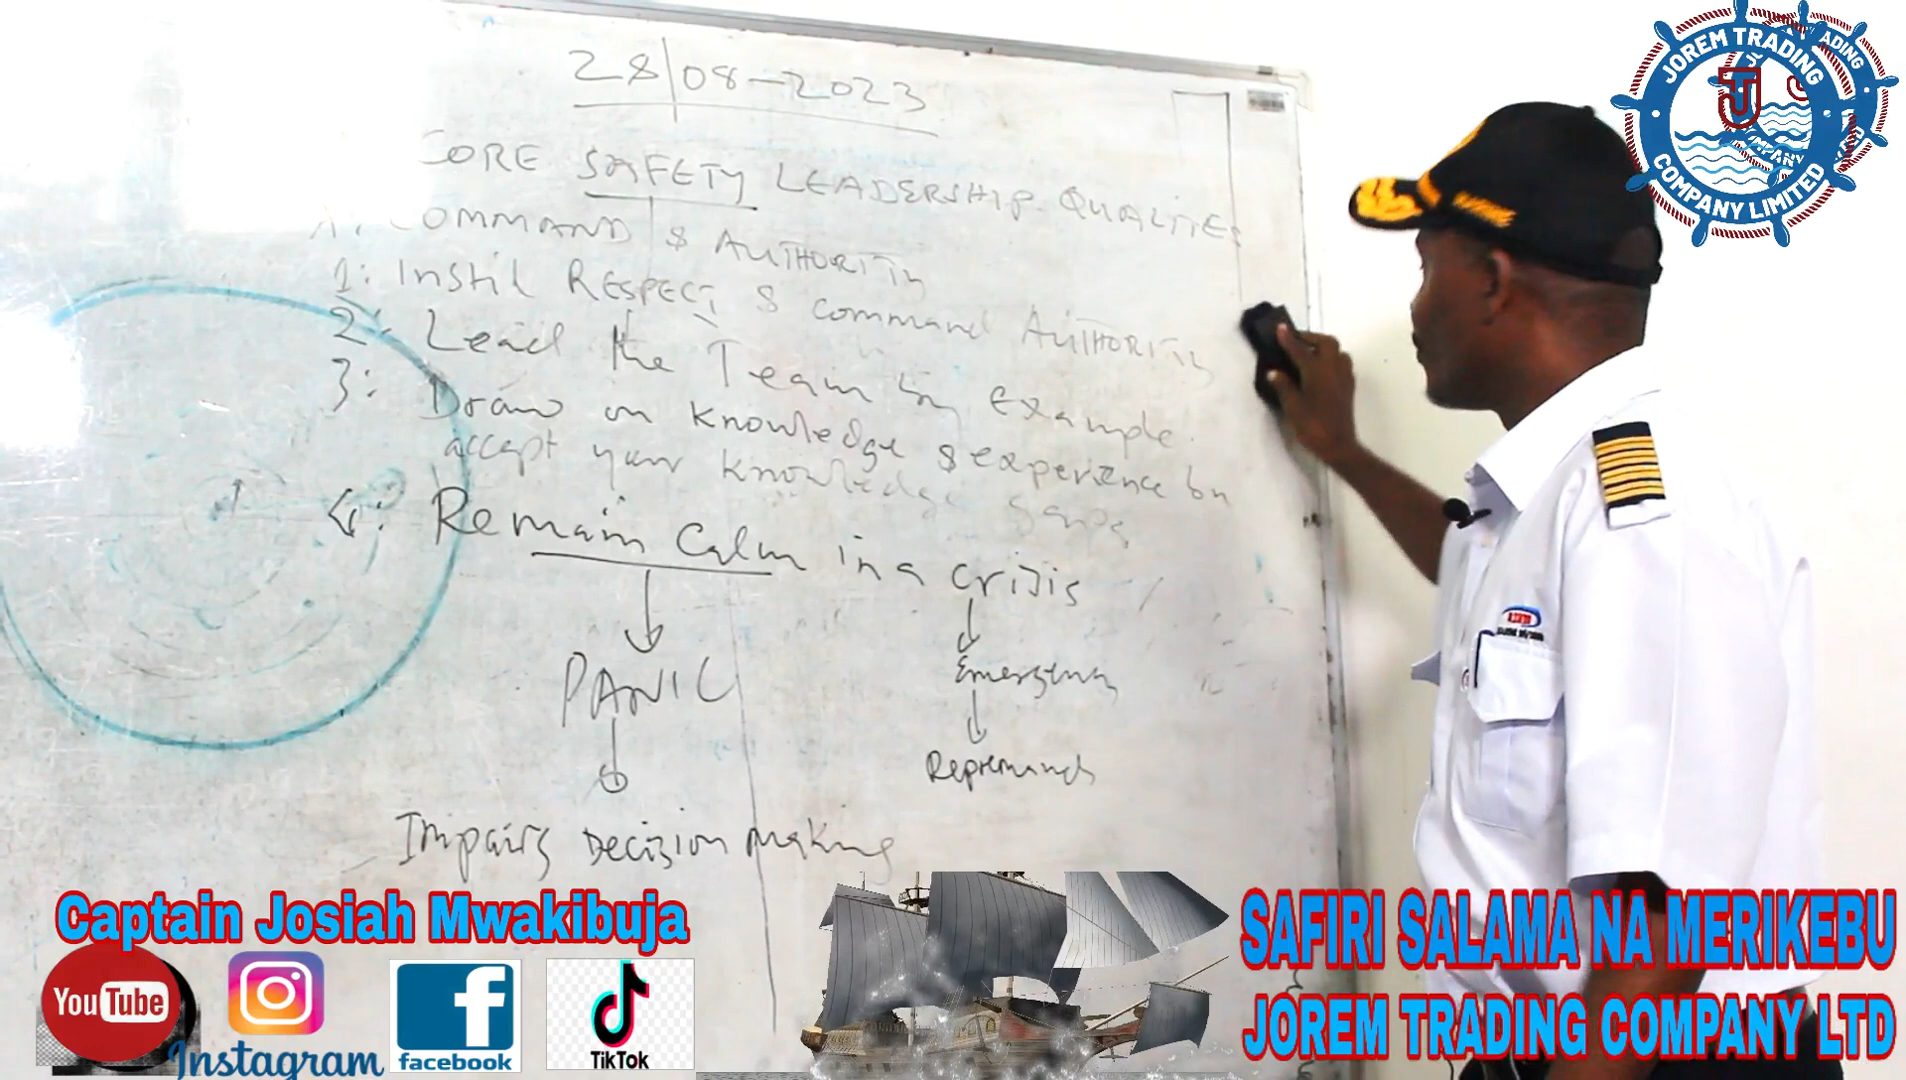 28/08-2023
CORE SAFETY LEADERSHIP QUALITIES
A. COMMAND & AUTHORITY
1: Instil RESPECT & command AUTHORITY
2: Lead the Team by example.
3: Draw on knowledge & experience bu
accept your knowledge gaps
4: Remain Calm in a crisis
PANIC
Emergency
Impairs Decision making
JOREM TRADING
COMPANY LIMITED
Captain Josiah Mwakibuja
YouTube
Instagram
facebook
TikTok
SAFIRI SALAMA NA MERIKEBU
JOREM TRADING COMPANY LTD